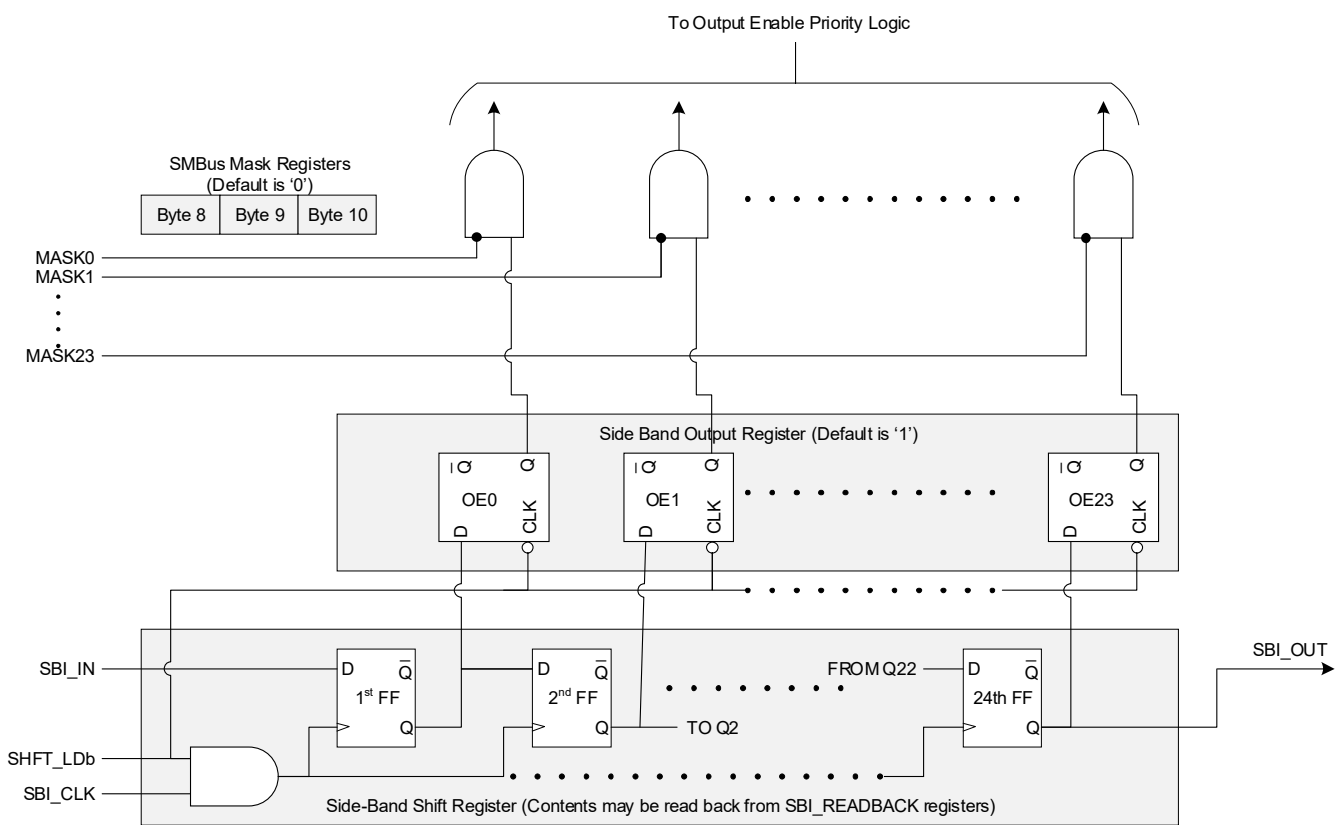 To Output Enable Priority Logic
SMBus Mask Registers
(Default is ‘0’)
Byte 8 Byte 9 Byte 10
MASK0
MASK1
MASK23
Side Band Output Register (Default is ‘1’)
Q Q
OE0
D CLK
Q Q
OE1
D CLK
Q Q
OE23
D CLK
SBI_IN
D Q
1st FF
Q
D Q
2nd FF
Q
TO Q2
FROM Q22
D Q
24th FF
Q
SBI_OUT
SHFT_LDb
SBI_CLK
Side-Band Shift Register (Contents may be read back from SBI_READBACK registers)